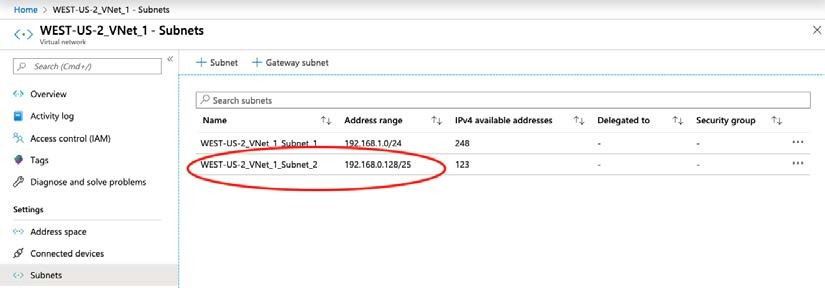 Home > WEST-US-2_VNet_1 - Subnets
WEST-US-2_VNet_1 - Subnets
Virtual network
Search (Cmd+/)
Overview
Activity log
Access control (IAM)
Tags
Diagnose and solve problems
Settings
Address space
Connected devices
Subnets
+ Subnet + Gateway subnet
Search subnets
Name Address range IPv4 available addresses Delegated to Security group
WEST-US-2_VNet_1_Subnet_1 192.168.1.0/24 248 - -
WEST-US-2_VNet_1_Subnet_2 192.168.0.128/25 123 - -